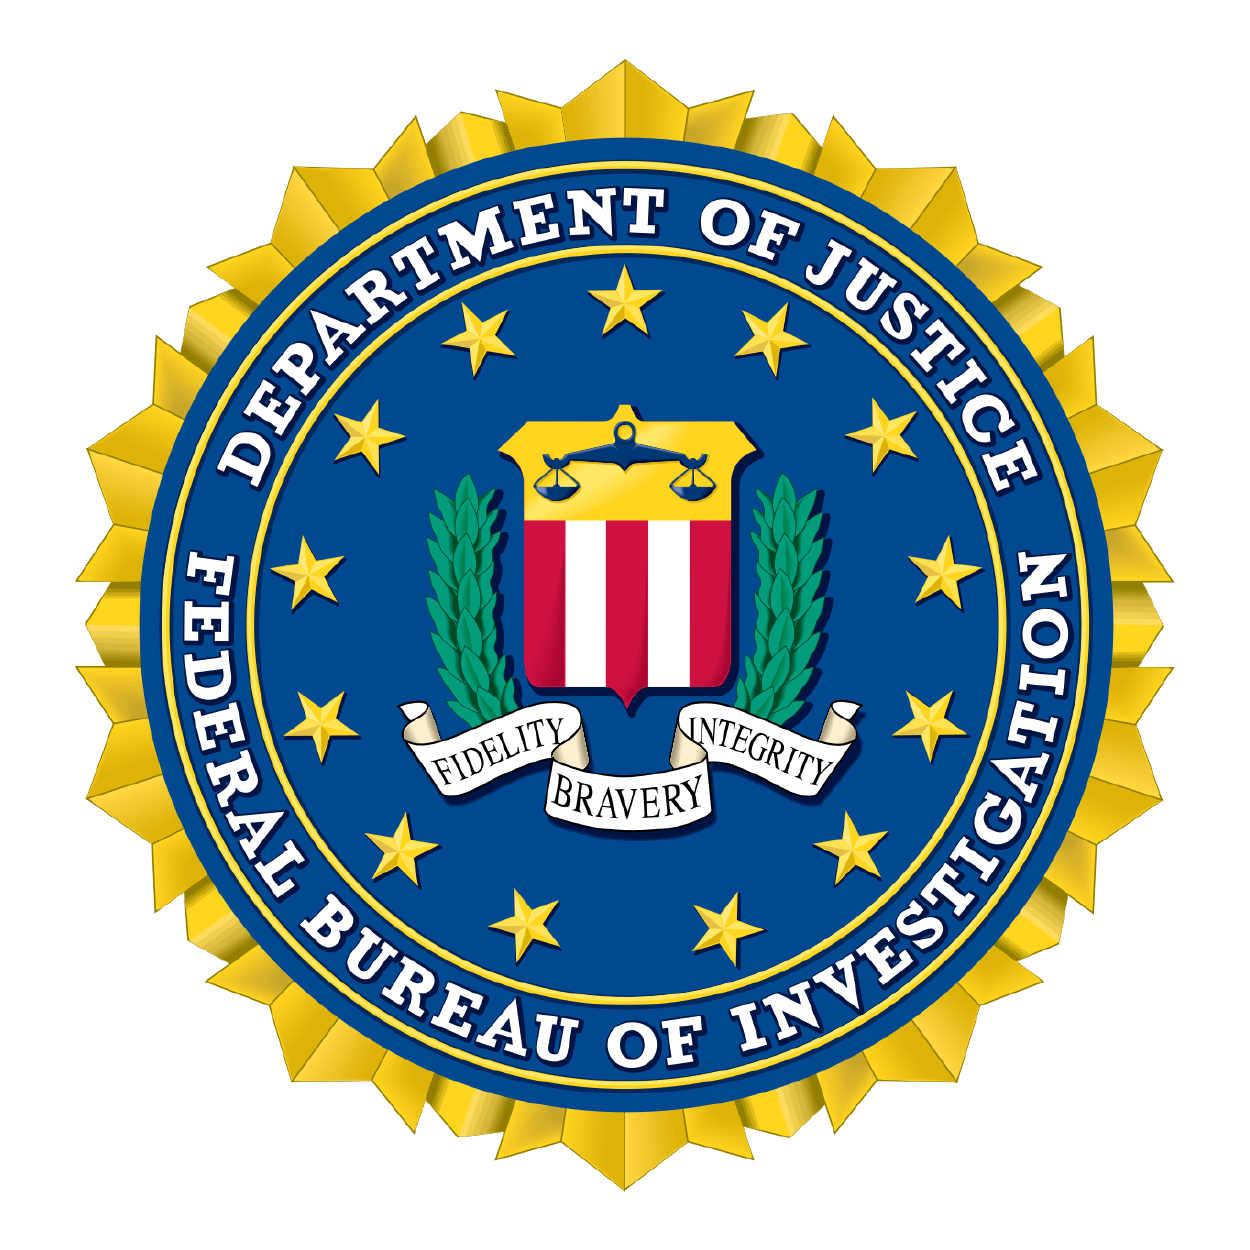 DEPARTMENT OF JUSTICE
FIDELITY
BRAVERY
INTEGRITY
FEDERAL BUREAU OF INVESTIGATION